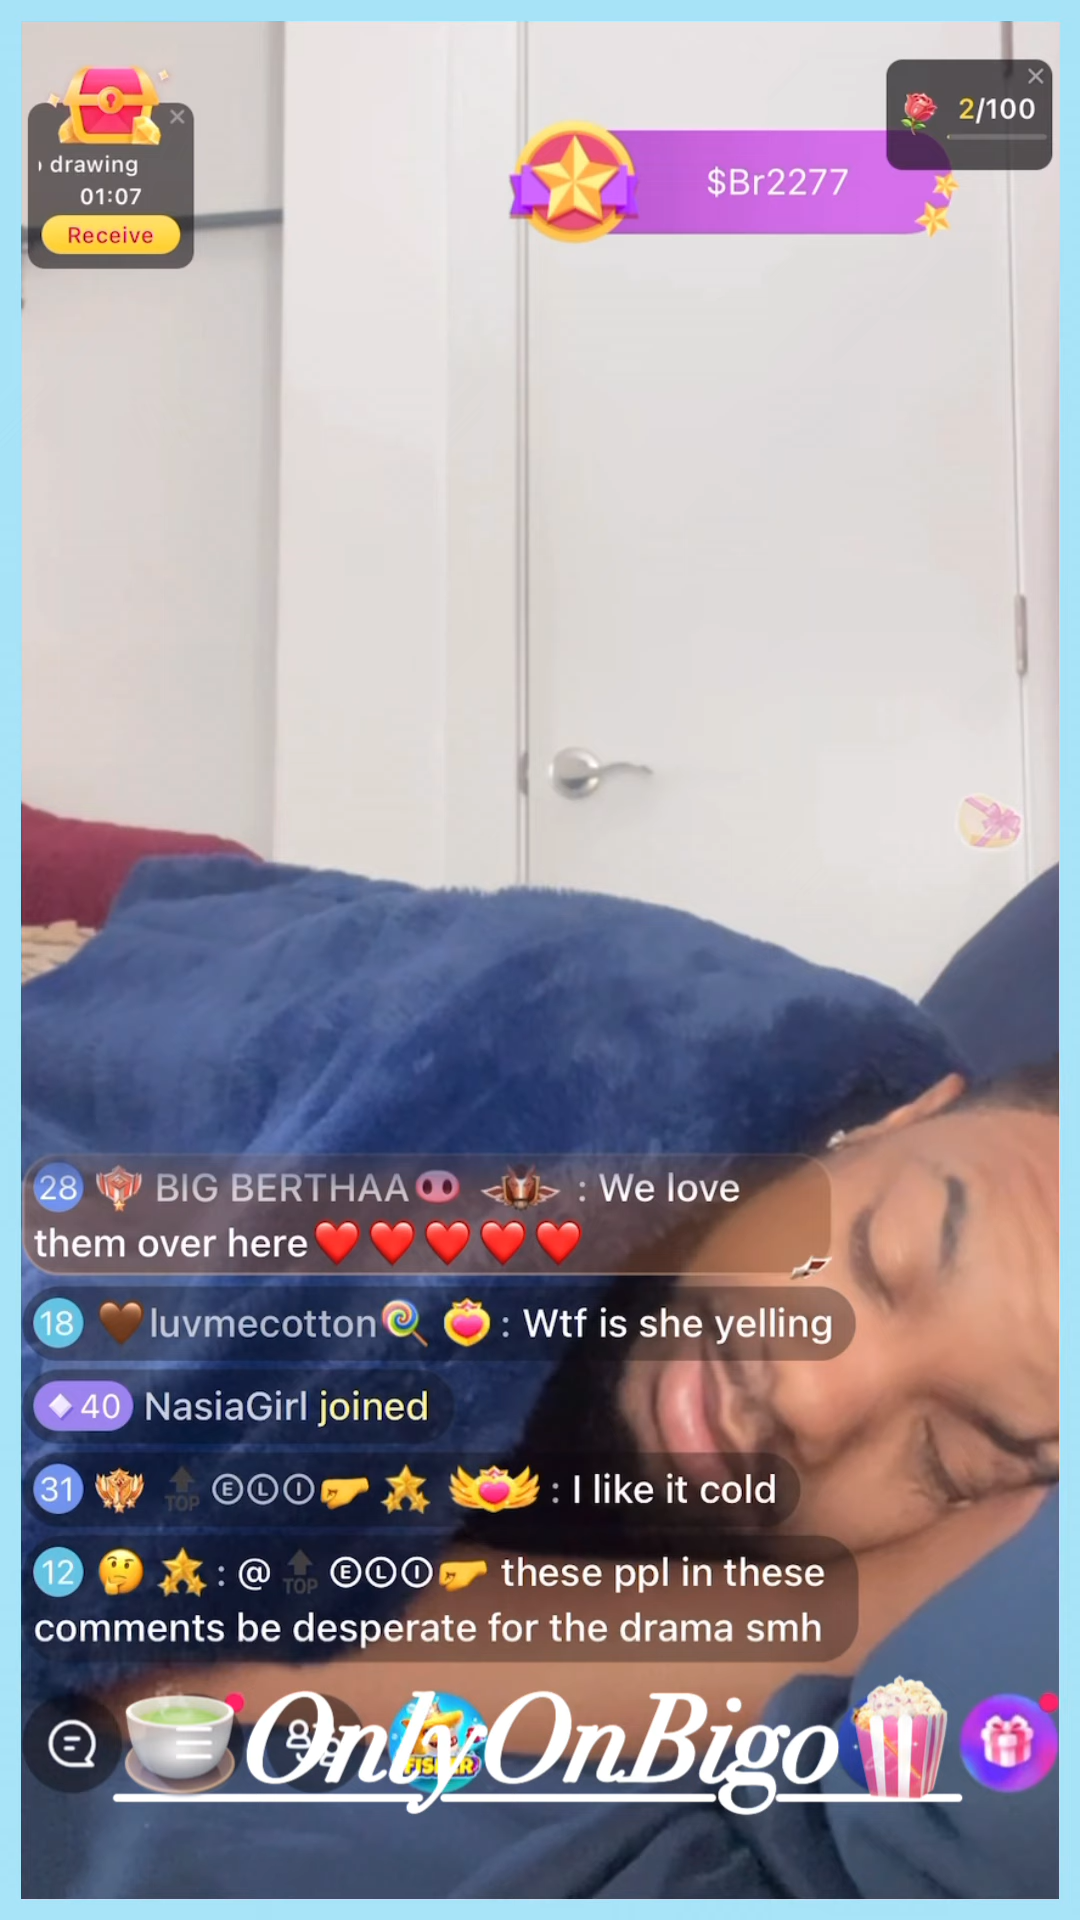 drawing
01:07
Receive
2/100
$Br2277
28 BIG BERTHAA : We love
them over here
18 luvmecotton : Wtf is she yelling
40 NasiaGirl joined
31 TOP ⒺⓁⒾ : I like it cold
12 : @ TOP ⒺⓁⒾ these ppl in these
comments be desperate for the drama smh
OnlyOnBigo